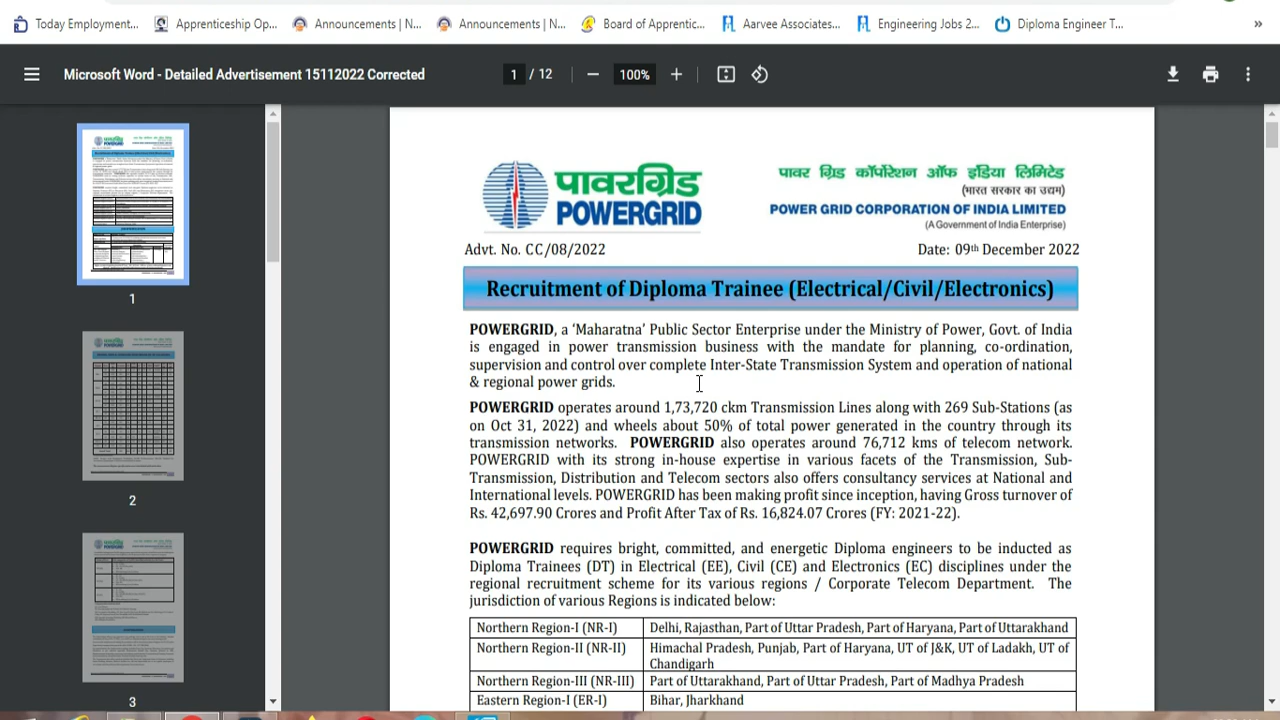 Today Employment...
Apprenticeship Op...
Announcements | N...
Announcements | N...
Board of Apprentic...
Aarvee Associates...
Engineering Jobs 2...
Diploma Engineer T...
»
Microsoft Word - Detailed Advertisement 15112022 Corrected
1 / 12
100%
पावरग्रिड
POWERGRID
पावर ग्रिड कॉर्पोरेशन ऑफ इंडिया लिमिटेड
(भारत सरकार का उद्यम)
POWER GRID CORPORATION OF INDIA LIMITED
(A Government of India Enterprise)
Advt. No. CC/08/2022
Date: 09th December 2022
Recruitment of Diploma Trainee (Electrical/Civil/Electronics)
POWERGRID, a ‘Maharatna’ Public Sector Enterprise under the Ministry of Power, Govt. of India
is engaged in power transmission business with the mandate for planning, co-ordination,
supervision and control over complete Inter-State Transmission System and operation of national
& regional power grids.
POWERGRID operates around 1,73,720 ckm Transmission Lines along with 269 Sub-Stations (as
on Oct 31, 2022) and wheels about 50% of total power generated in the country through its
transmission networks. POWERGRID also operates around 76,712 kms of telecom network.
POWERGRID with its strong in-house expertise in various facets of the Transmission, Sub-
Transmission, Distribution and Telecom sectors also offers consultancy services at National and
International levels. POWERGRID has been making profit since inception, having Gross turnover of
Rs. 42,697.90 Crores and Profit After Tax of Rs. 16,824.07 Crores (FY: 2021-22).
POWERGRID requires bright, committed, and energetic Diploma engineers to be inducted as
Diploma Trainees (DT) in Electrical (EE), Civil (CE) and Electronics (EC) disciplines under the
regional recruitment scheme for its various regions / Corporate Telecom Department. The
jurisdiction of various Regions is indicated below:
Northern Region-I (NR-I)
Delhi, Rajasthan, Part of Uttar Pradesh, Part of Haryana, Part of Uttarakhand
Northern Region-II (NR-II)
Himachal Pradesh, Punjab, Part of Haryana, UT of J&K, UT of Ladakh, UT of
Chandigarh
Northern Region-III (NR-III)
Part of Uttarakhand, Part of Uttar Pradesh, Part of Madhya Pradesh
Eastern Region-I (ER-I)
Bihar, Jharkhand
1
2
3